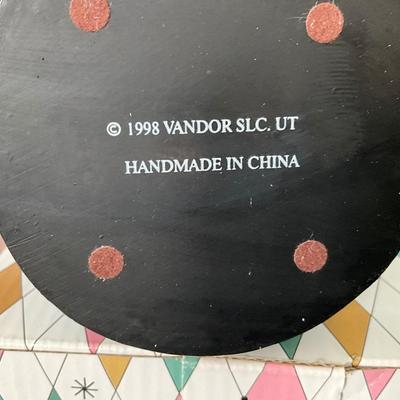 © 1998 VANDOR SLC. UT
HANDMADE IN CHINA